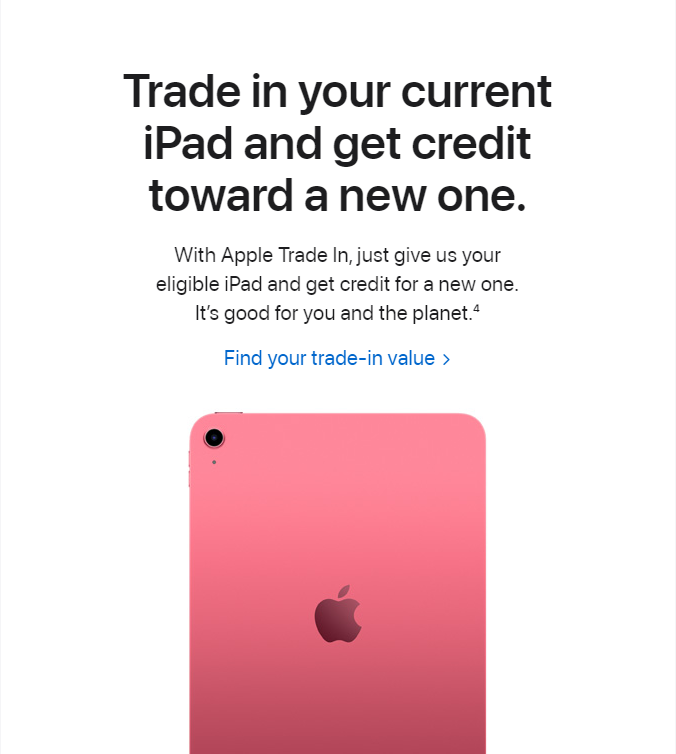 Trade in your current
iPad and get credit
toward a new one.
With Apple Trade In, just give us your
eligible iPad and get credit for a new one.
It’s good for you and the planet.⁴
Find your trade-in value >